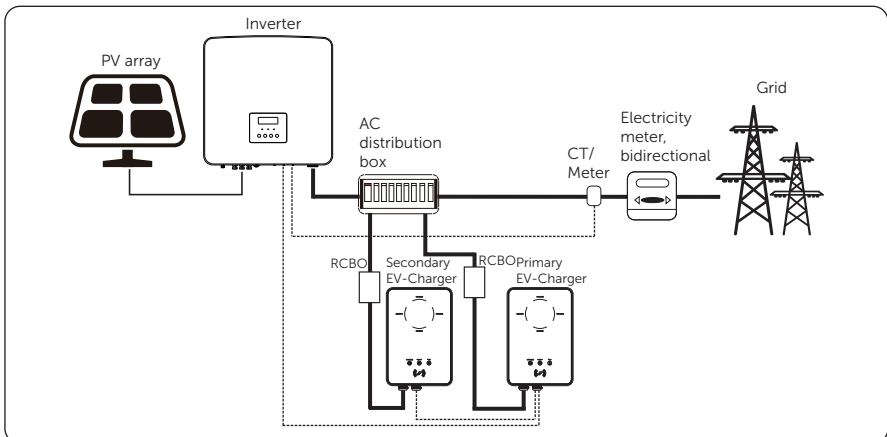 Inverter
PV array
Grid
AC
distribution
box
Electricity
meter,
bidirectional
CT/
Meter
RCBO
Secondary
EV-Charger
RCBO
Primary
EV-Charger